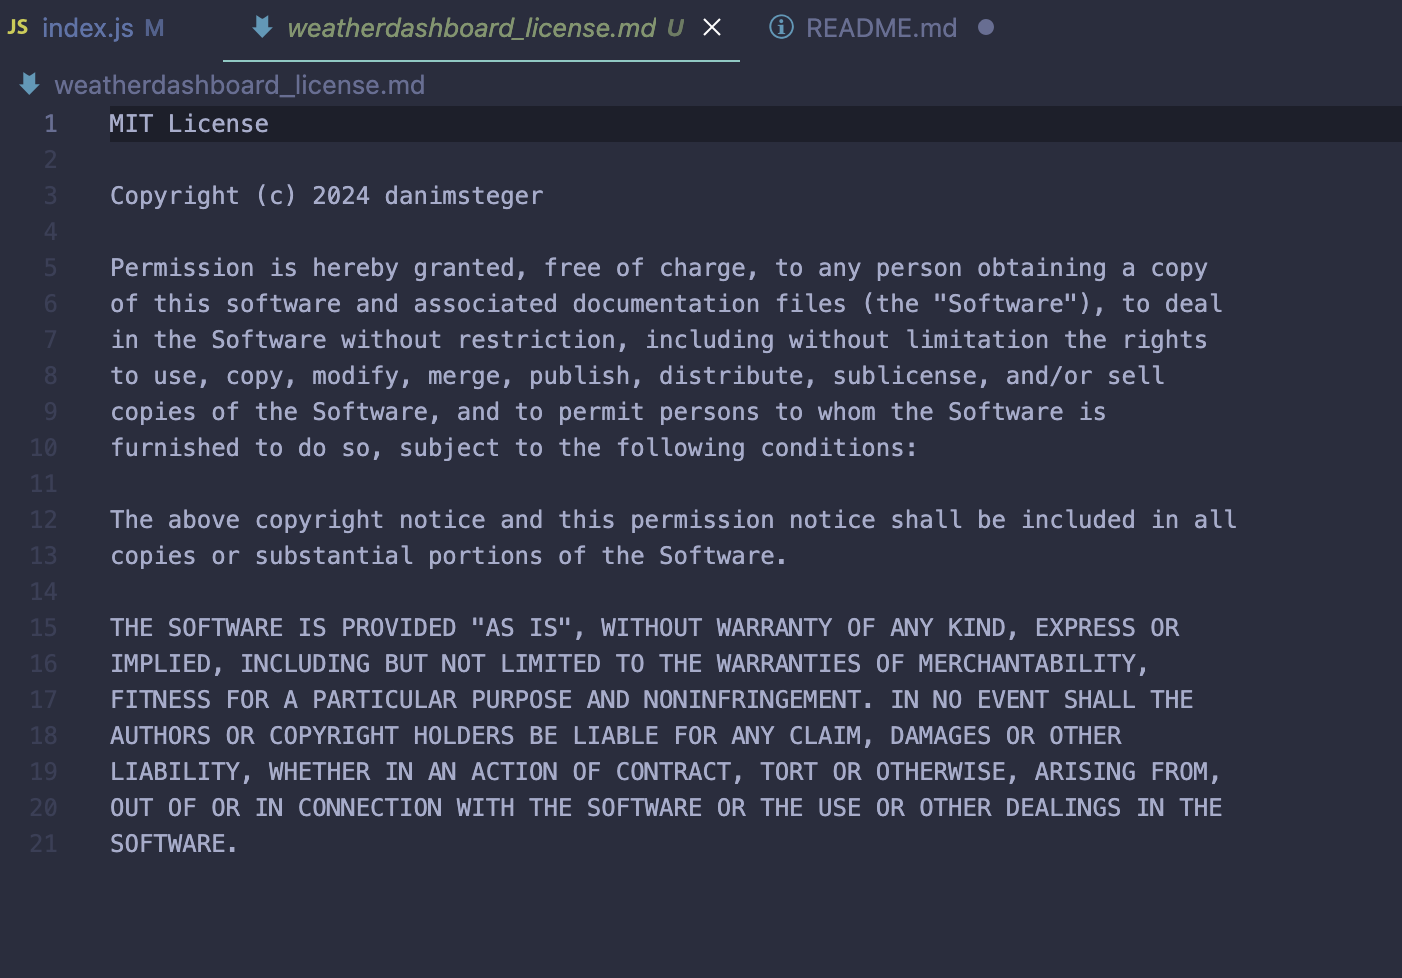 JS index.js M weatherdashboard_license.md U README.md
weatherdashboard_license.md
1 MIT License
2
3 Copyright (c) 2024 danimsteger
4
5 Permission is hereby granted, free of charge, to any person obtaining a copy
6 of this software and associated documentation files (the "Software"), to deal
7 in the Software without restriction, including without limitation the rights
8 to use, copy, modify, merge, publish, distribute, sublicense, and/or sell
9 copies of the Software, and to permit persons to whom the Software is
10 furnished to do so, subject to the following conditions:
11
12 The above copyright notice and this permission notice shall be included in all
13 copies or substantial portions of the Software.
14
15 THE SOFTWARE IS PROVIDED "AS IS", WITHOUT WARRANTY OF ANY KIND, EXPRESS OR
16 IMPLIED, INCLUDING BUT NOT LIMITED TO THE WARRANTIES OF MERCHANTABILITY,
17 FITNESS FOR A PARTICULAR PURPOSE AND NONINFRINGEMENT. IN NO EVENT SHALL THE
18 AUTHORS OR COPYRIGHT HOLDERS BE LIABLE FOR ANY CLAIM, DAMAGES OR OTHER
19 LIABILITY, WHETHER IN AN ACTION OF CONTRACT, TORT OR OTHERWISE, ARISING FROM,
20 OUT OF OR IN CONNECTION WITH THE SOFTWARE OR THE USE OR OTHER DEALINGS IN THE
21 SOFTWARE.